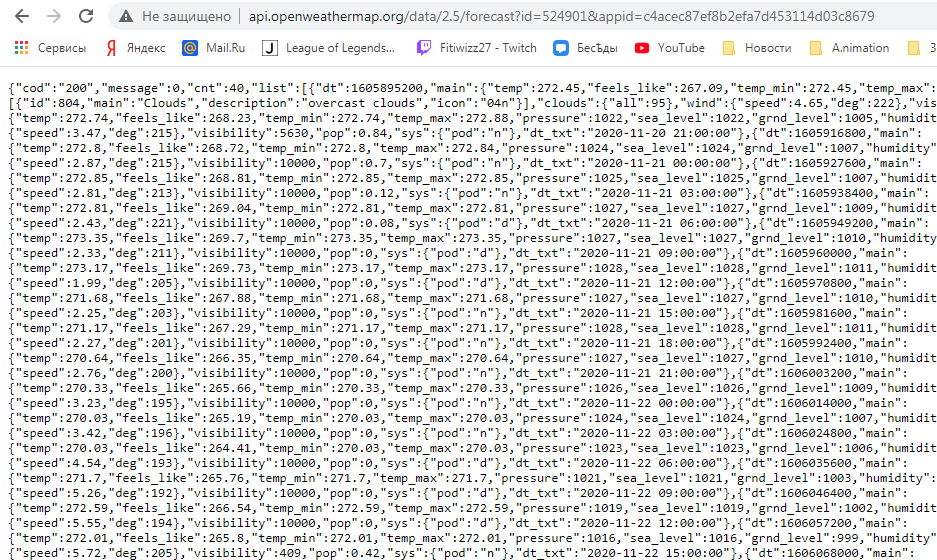 Не защищено | api.openweathermap.org/data/2.5/forecast?id=524901&appid=c4acec87ef8b2efa7d453114d03c8679
Сервисы Яндекс Mail.Ru League of Legends... Fitiwizz27 - Twitch БесЪды YouTube Новости A.nimation
{"cod":"200","message":0,"cnt":40,"list":[{"dt":1605895200,"main":{"temp":272.45,"feels_like":267.09,"temp_min":272.45,"temp_max":
[{"id":804,"main":"Clouds","description":"overcast clouds","icon":"04n"}],"clouds":{"all":95},"wind":{"speed":4.65,"deg":222},"vis
{"temp":272.74,"feels_like":268.23,"temp_min":272.74,"temp_max":272.88,"pressure":1022,"sea_level":1022,"grnd_level":1005,"humidit
{"speed":3.47,"deg":215},"visibility":5630,"pop":0.84,"sys":{"pod":"n"},"dt_txt":"2020-11-20 21:00:00"},{"dt":1605916800,"main":
{"temp":272.8,"feels_like":268.72,"temp_min":272.8,"temp_max":272.84,"pressure":1024,"sea_level":1024,"grnd_level":1007,"humidity"
{"speed":2.87,"deg":215},"visibility":10000,"pop":0.7,"sys":{"pod":"n"},"dt_txt":"2020-11-21 00:00:00"},{"dt":1605927600,"main":
{"temp":272.85,"feels_like":268.81,"temp_min":272.85,"temp_max":272.85,"pressure":1025,"sea_level":1025,"grnd_level":1007,"humidit
{"speed":2.81,"deg":213},"visibility":10000,"pop":0.12,"sys":{"pod":"n"},"dt_txt":"2020-11-21 03:00:00"},{"dt":1605938400,"main":
{"temp":272.81,"feels_like":269.04,"temp_min":272.81,"temp_max":272.81,"pressure":1027,"sea_level":1027,"grnd_level":1009,"humidit
{"speed":2.43,"deg":221},"visibility":10000,"pop":0.08,"sys":{"pod":"d"},"dt_txt":"2020-11-21 06:00:00"},{"dt":1605949200,"main":
{"temp":273.35,"feels_like":269.7,"temp_min":273.35,"temp_max":273.35,"pressure":1027,"sea_level":1027,"grnd_level":1010,"humidity
{"speed":2.33,"deg":211},"visibility":10000,"pop":0,"sys":{"pod":"d"},"dt_txt":"2020-11-21 09:00:00"},{"dt":1605960000,"main":
{"temp":273.17,"feels_like":269.73,"temp_min":273.17,"temp_max":273.17,"pressure":1028,"sea_level":1028,"grnd_level":1011,"humidit
{"speed":1.99,"deg":205},"visibility":10000,"pop":0,"sys":{"pod":"d"},"dt_txt":"2020-11-21 12:00:00"},{"dt":1605970800,"main":
{"temp":271.68,"feels_like":267.88,"temp_min":271.68,"temp_max":271.68,"pressure":1027,"sea_level":1027,"grnd_level":1010,"humidit
{"speed":2.25,"deg":203},"visibility":10000,"pop":0,"sys":{"pod":"n"},"dt_txt":"2020-11-21 15:00:00"},{"dt":1605981600,"main":
{"temp":271.17,"feels_like":267.29,"temp_min":271.17,"temp_max":271.17,"pressure":1028,"sea_level":1028,"grnd_level":1011,"humidit
{"speed":2.27,"deg":201},"visibility":10000,"pop":0,"sys":{"pod":"n"},"dt_txt":"2020-11-21 18:00:00"},{"dt":1605992400,"main":
{"temp":270.64,"feels_like":266.35,"temp_min":270.64,"temp_max":270.64,"pressure":1027,"sea_level":1027,"grnd_level":1010,"humidit
{"speed":2.76,"deg":200},"visibility":10000,"pop":0,"sys":{"pod":"n"},"dt_txt":"2020-11-21 21:00:00"},{"dt":1606003200,"main":
{"temp":270.33,"feels_like":265.66,"temp_min":270.33,"temp_max":270.33,"pressure":1026,"sea_level":1026,"grnd_level":1009,"humidit
{"speed":3.23,"deg":195},"visibility":10000,"pop":0,"sys":{"pod":"n"},"dt_txt":"2020-11-22 00:00:00"},{"dt":1606014000,"main":
{"temp":270.03,"feels_like":265.19,"temp_min":270.03,"temp_max":270.03,"pressure":1024,"sea_level":1024,"grnd_level":1007,"humidit
{"speed":3.42,"deg":196},"visibility":10000,"pop":0,"sys":{"pod":"n"},"dt_txt":"2020-11-22 03:00:00"},{"dt":1606024800,"main":
{"temp":270.03,"feels_like":264.41,"temp_min":270.03,"temp_max":270.03,"pressure":1023,"sea_level":1023,"grnd_level":1006,"humidit
{"speed":4.54,"deg":193},"visibility":10000,"pop":0,"sys":{"pod":"d"},"dt_txt":"2020-11-22 06:00:00"},{"dt":1606035600,"main":
{"temp":271.7,"feels_like":265.76,"temp_min":271.7,"temp_max":271.7,"pressure":1021,"sea_level":1021,"grnd_level":1003,"humidity":
{"speed":5.26,"deg":192},"visibility":10000,"pop":0,"sys":{"pod":"d"},"dt_txt":"2020-11-22 09:00:00"},{"dt":1606046400,"main":
{"temp":272.59,"feels_like":266.54,"temp_min":272.59,"temp_max":272.59,"pressure":1019,"sea_level":1019,"grnd_level":1002,"humidit
{"speed":5.55,"deg":194},"visibility":10000,"pop":0,"sys":{"pod":"d"},"dt_txt":"2020-11-22 12:00:00"},{"dt":1606057200,"main":
{"temp":272.01,"feels_like":265.8,"temp_min":272.01,"temp_max":272.01,"pressure":1016,"sea_level":1016,"grnd_level":999,"humidity"
{"speed":5.72,"deg":205},"visibility":409,"pop":0.42,"sys":{"pod":"n"},"dt_txt":"2020-11-22 15:00:00"},{"dt":1606068000,"main":